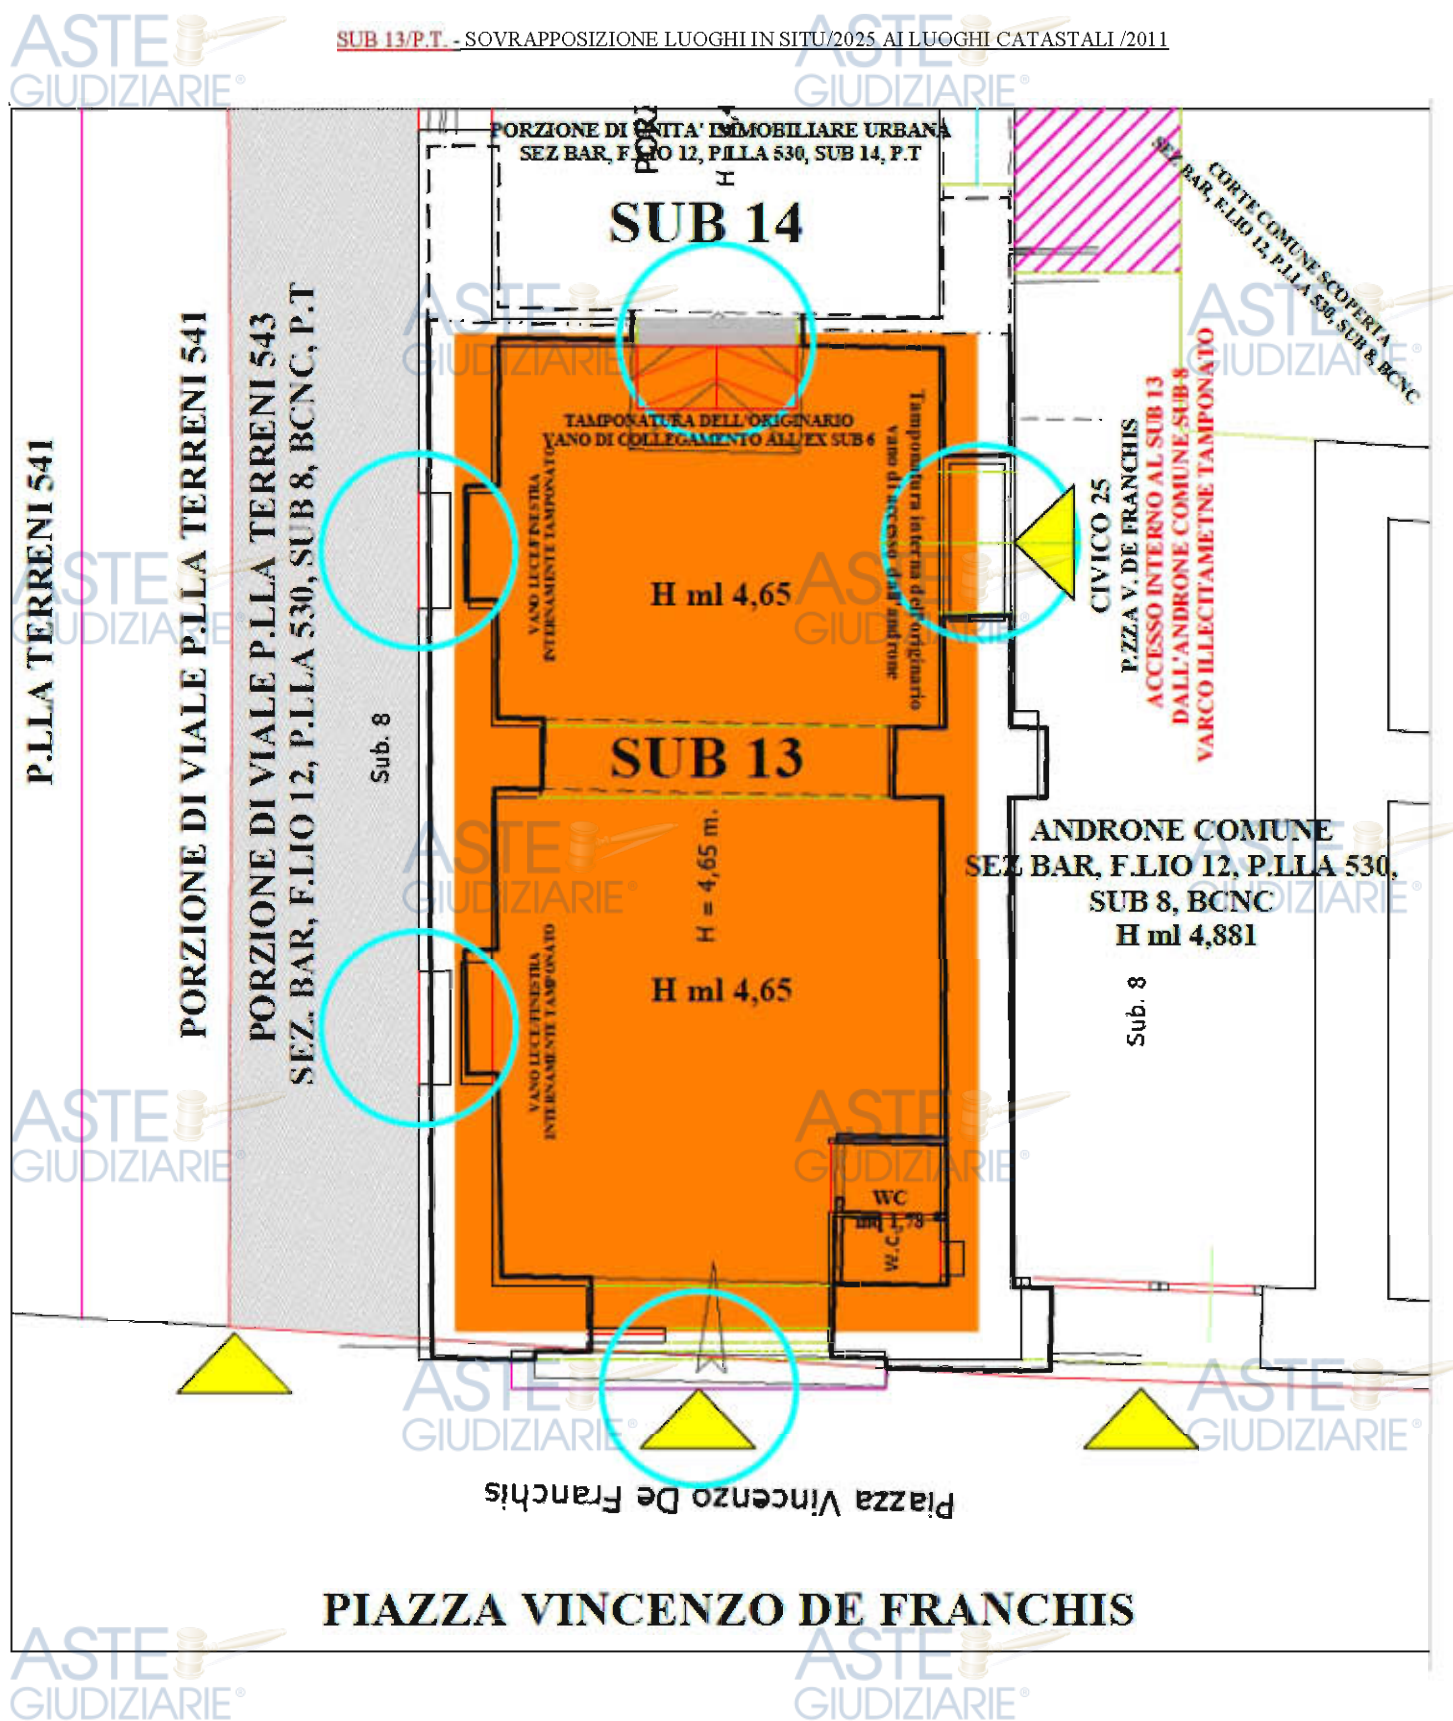 SUB 13/P.T. - SOVRAPPOSIZIONE LUOGHI IN SITU/2025 AI LUOGHI CATASTALI /2011
PORZIONE DI UNITA' IMMOBILIARE URBANA
SEZ BAR, F.LIO 12, P.LLA 530, SUB 14, P.T
SUB 14
CORTE COMUNE SCOPERTA
SEZ BAR, F.LIO 12, P.LLA 530, SUB 8, BCNC
P.LLA TERRENI 541
PORZIONE DI VIALE P.LLA TERRENI 541
PORZIONE DI VIALE P.LLA TERRENI 543
SEZ. BAR, F.LIO 12, P.LLA 530, SUB 8, BCNC, P.T
Sub. 8
TAMPONATURA DELL'ORIGINARIO
VANO DI COLLEGAMENTO ALL'EX SUB 6
VANO LUCE/FINESTRA
INTERNAMENTE TAMPONATO
Tamponatura interna dell'originario
vano di accesso dall'androne
H ml 4,65
CIVICO 25
P.ZZA V. DE FRANCHIS
ACCESSO INTERNO AL SUB 13
DALL'ANDRONE COMUNE SUB 8
VARCO ILLECITAMETNE TAMPONATO
SUB 13
H = 4,65 m.
ANDRONE COMUNE
SEZ BAR, F.LIO 12, P.LLA 530,
SUB 8, BCNC
H ml 4,881
Sub. 8
VANO LUCE/FINESTRA
INTERNAMENTE TAMPONATO
H ml 4,65
WC
mq 1,78
W.C.
Piazza Vincenzo De Franchis
PIAZZA VINCENZO DE FRANCHIS
ASTE
GIUDIZIARIE®